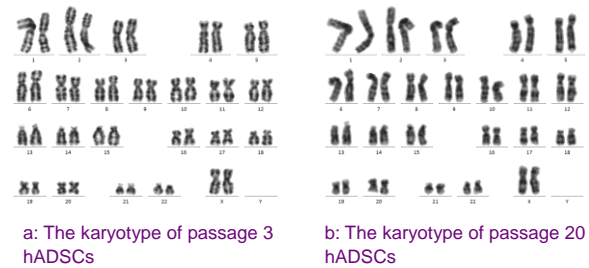 1 2 3 4 5
6 7 8 9 10 11 12
13 14 15 16 17 18
19 20 21 22 X Y
a: The karyotype of passage 3
hADSCs
1 2 3 4 5
6 7 8 9 10 11 12
13 14 15 16 17 18
19 20 21 22 X Y
b: The karyotype of passage 20
hADSCs